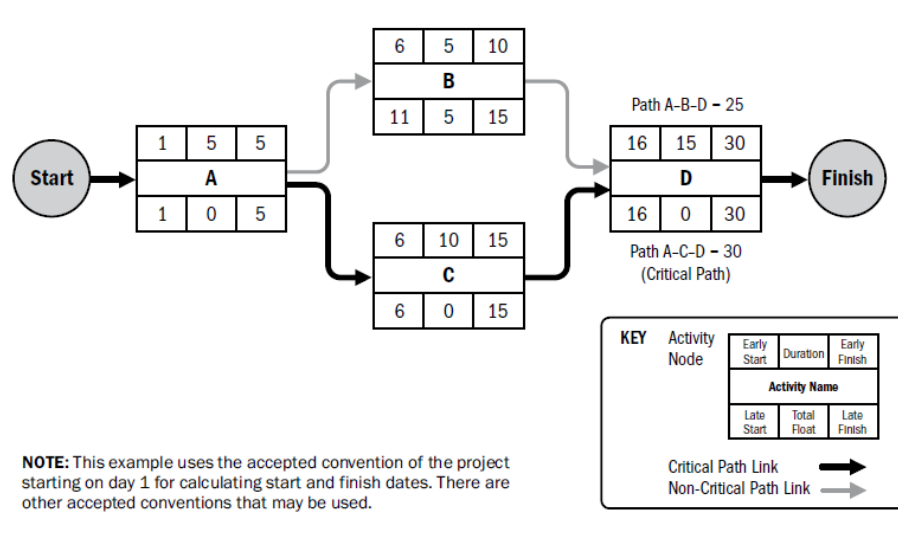 6 5 10
B
11 5 15
Path A-B-D – 25
1 5 5
16 15 30
Start
A
D
Finish
1 0 5
16 0 30
6 10 15
Path A-C-D – 30
C
(Critical Path)
6 0 15
KEY
Activity
Node
Early
Start
Duration
Early
Finish
Activity Name
Late
Start
Total
Float
Late
Finish
NOTE: This example uses the accepted convention of the project
starting on day 1 for calculating start and finish dates. There are
other accepted conventions that may be used.
Critical Path Link
Non-Critical Path Link